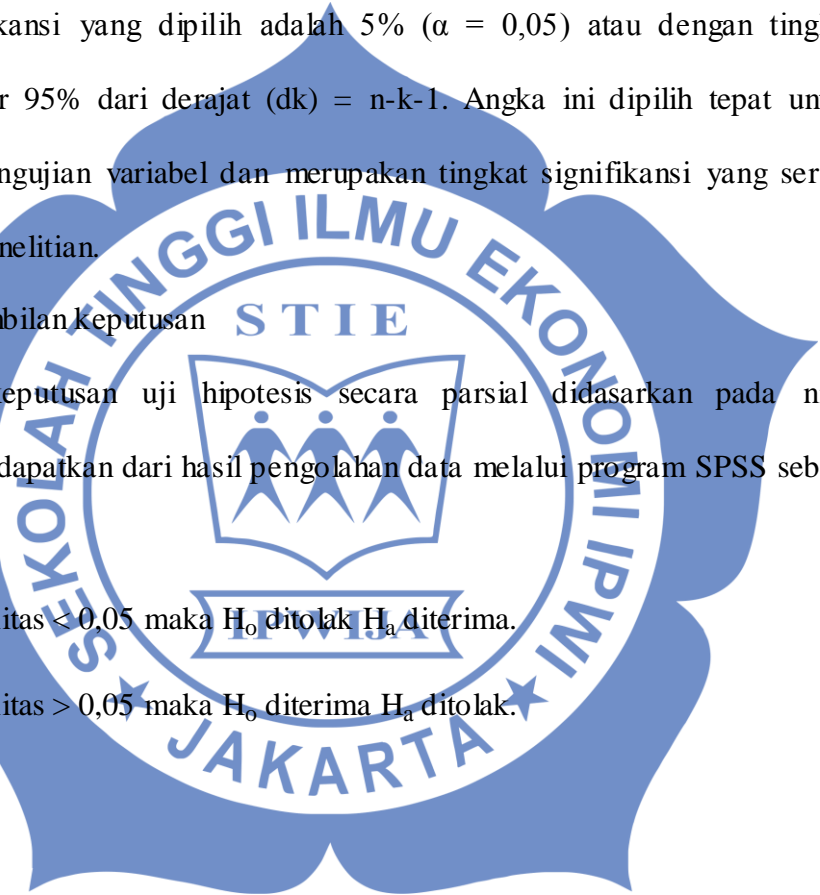 kansi yang dipilih adalah 5% (α = 0,05) atau dengan tingl
r 95% dari derajat (dk) = n-k-1. Angka ini dipilih tepat un
ngujian variabel dan merupakan tingkat signifikansi yang ser
nelitian.
bilan keputusan
eputusan uji hipotesis secara parsial didasarkan pada n
dapatkan dari hasil pengolahan data melalui program SPSS seb
litas < 0,05 maka Ho ditolak Ha diterima.
litas > 0,05 maka Ho diterima Ha ditolak.
SEKOLAH TINGGI ILMU EKONOMI IPWI
JAKARTA
STIE
IPWIJA